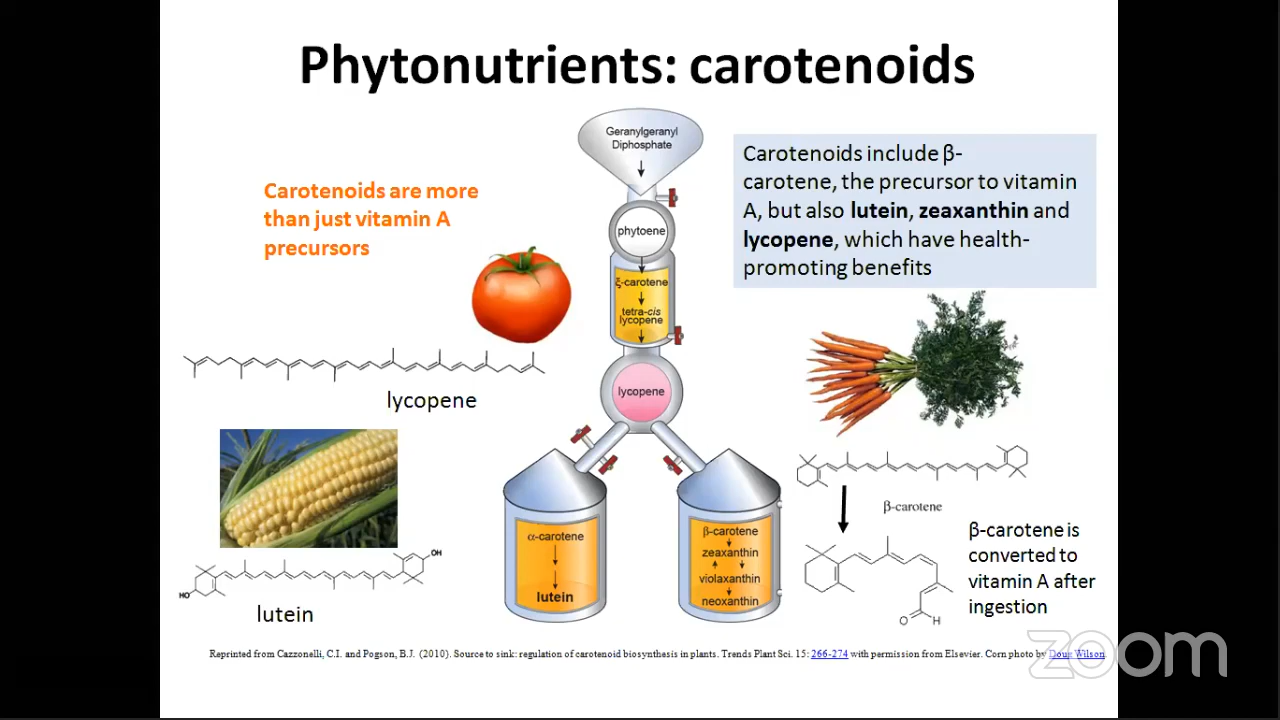 Phytonutrients: carotenoids
Carotenoids are more
than just vitamin A
precursors
Geranylgeranyl
Diphosphate
phytoene
ξ-carotene
tetra-cis
lycopene
lycopene
Carotenoids include β-
carotene, the precursor to vitamin
A, but also lutein, zeaxanthin and
lycopene, which have health-
promoting benefits
lycopene
α-carotene
lutein
β-carotene
zeaxanthin
violaxanthin
neoxanthin
β-carotene
OH
HO
lutein
O
H
β-carotene is
converted to
vitamin A after
ingestion
Reprinted from Cazzonelli, C.I. and Pogson, B.J. (2010). Source to sink: regulation of carotenoid biosynthesis in plants. Trends Plant Sci. 15: 266-274 with permission from Elsevier. Corn photo by Doug Wilson.
zoom